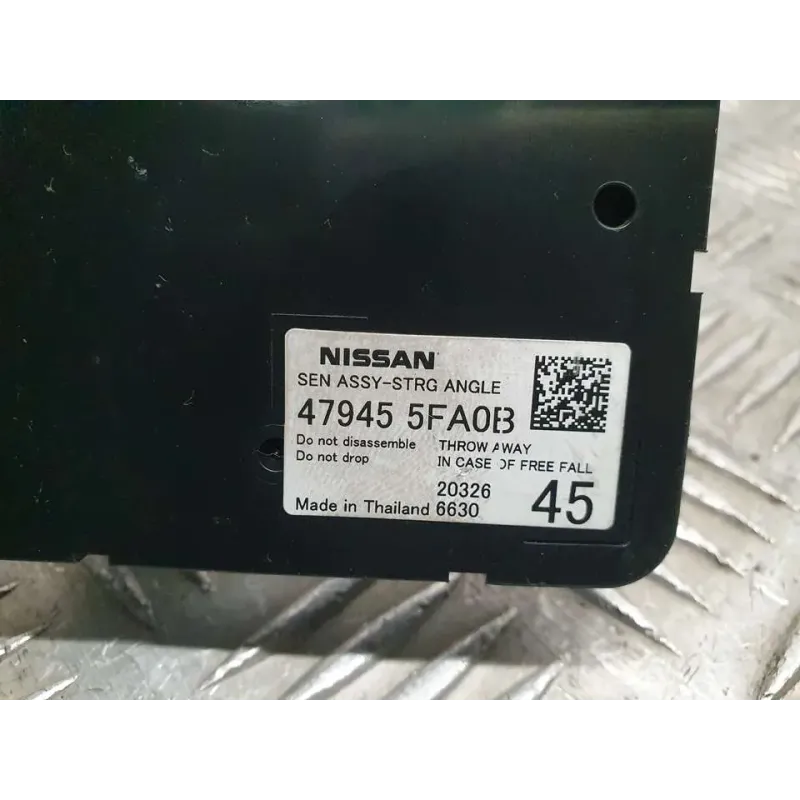 NISSAN
SEN ASSY-STRG ANGLE
47945 5FA0B
Do not disassemble THROW AWAY
Do not drop IN CASE OF FREE FALL
20326
Made in Thailand 6630 45